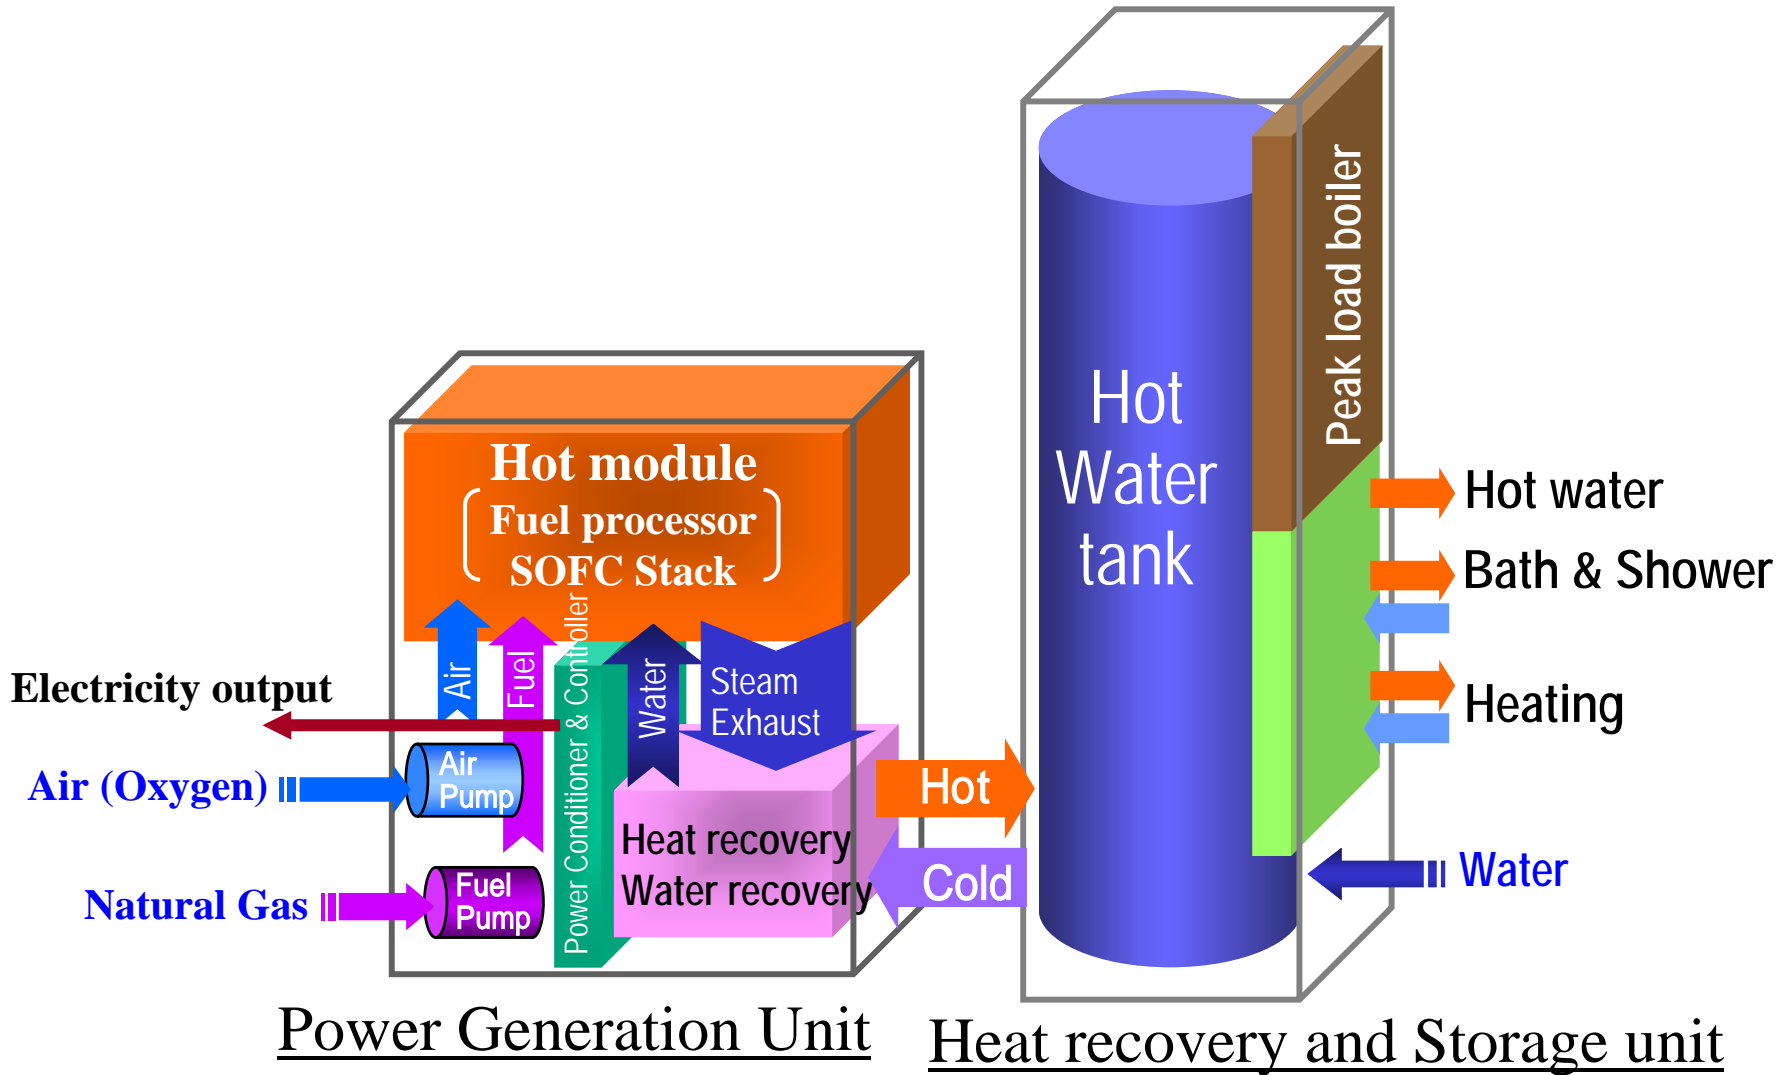 Peak load boiler
Hot
Water
tank
Hot module
Fuel processor
SOFC Stack
Hot water
Bath & Shower
Heating
Electricity output
Air
Fuel
Power Conditioner & Controller
Water
Steam
Exhaust
Air (Oxygen)
Air
Pump
Hot
Heat recovery
Water recovery
Cold
Water
Natural Gas
Fuel
Pump
Power Generation Unit
Heat recovery and Storage unit